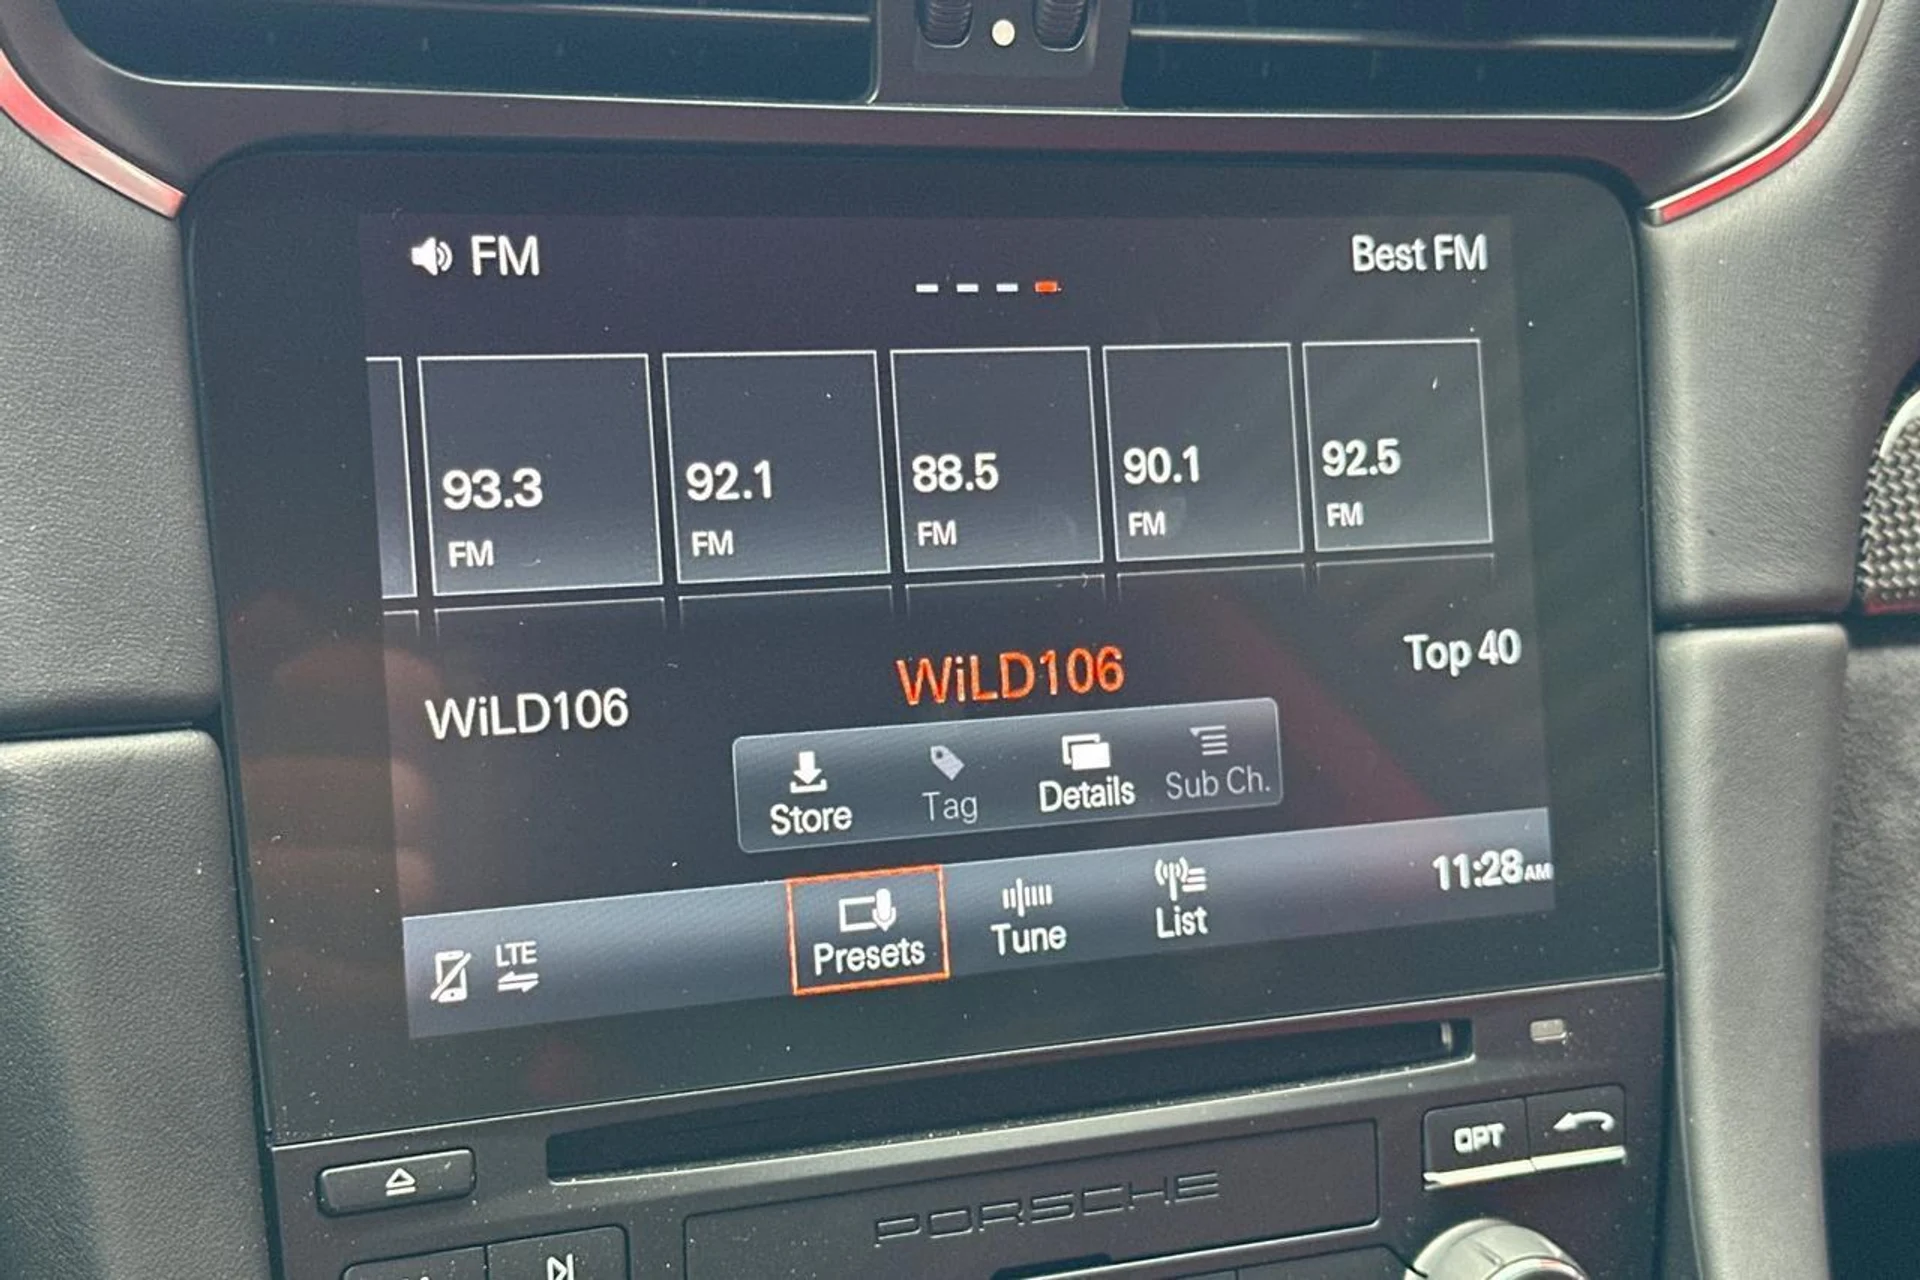 FM
Best FM
93.3 92.1 88.5 90.1 92.5
FM FM FM FM FM
WiLD106 WiLD106 Top 40
Store Tag Details Sub Ch.
LTE Presets Tune List 11:28AM
OPT
PORSCHE